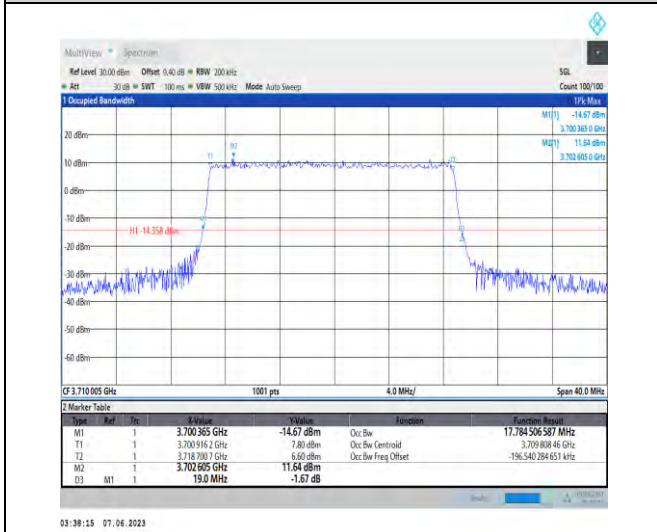 MultiView Spectrum
Ref Level 30.00 dBm Offset 0.40 dB RBW 200 kHz SGL
Att 30 dB SWT 100 ms VBW 500 kHz Mode Auto Sweep Count 100/100
1 Occupied Bandwidth 1Pk Max
M1[1] -14.67 dBm
3.700 365 0 GHz
20 dBm M2[1] 11.64 dBm
3.702 605 0 GHz
M2
T1
10 dBm
0 dBm
-10 dBm
H1 -14.358 dBm
-20 dBm
-30 dBm
-40 dBm
-50 dBm
-60 dBm
CF 3.710 005 GHz 1001 pts 4.0 MHz/ Span 40.0 MHz
2 Marker Table
Type Ref Trc X-Value Y-Value Function Function Result
M1 1 3.700 365 GHz -14.67 dBm Occ Bw 17.784 506 587 MHz
T1 1 3.700 916 2 GHz 7.80 dBm Occ Bw Centroid 3.709 808 46 GHz
T2 1 3.718 700 7 GHz 6.60 dBm Occ Bw Freq Offset -196.540 284 651 kHz
M2 1 3.702 605 GHz 11.64 dBm
D3 M1 1 19.0 MHz -1.67 dB
03:38:15 07.06.2023